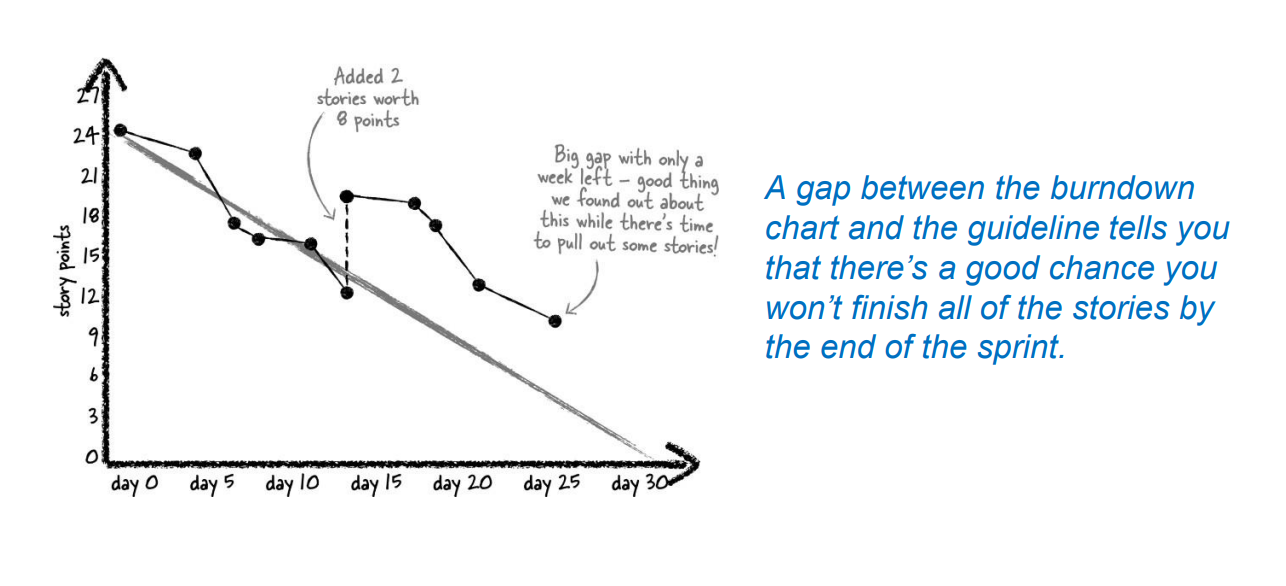 Added 2
stories worth
8 points
Big gap with only a
week left – good thing
we found out about
this while there's time
to pull out some stories!
story points
27
24
21
18
15
12
9
6
3
0
day 0 day 5 day 10 day 15 day 20 day 25 day 30
A gap between the burndown
chart and the guideline tells you
that there's a good chance you
won't finish all of the stories by
the end of the sprint.